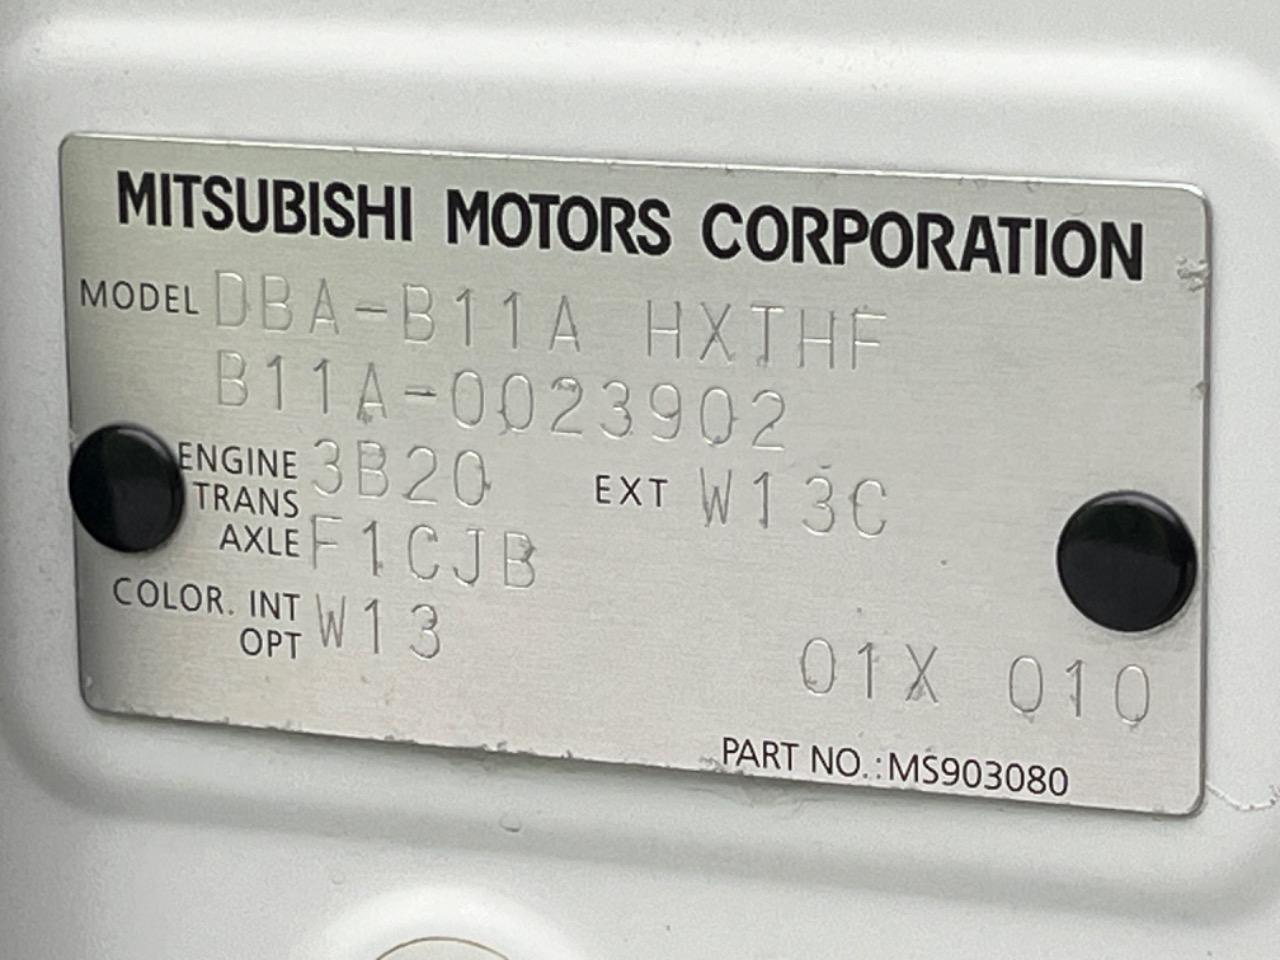 MITSUBISHI MOTORS CORPORATION
MODEL DBA-B11A HXTHF
B11A-0023902
ENGINE 3B20 EXT W13C
TRANS
AXLE F1CJB
COLOR. INT W13
OPT
01X 010
PART NO.:MS903080